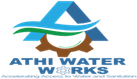 ATHI WATER
WORKS
Accelerating Access to Water and Sanitation